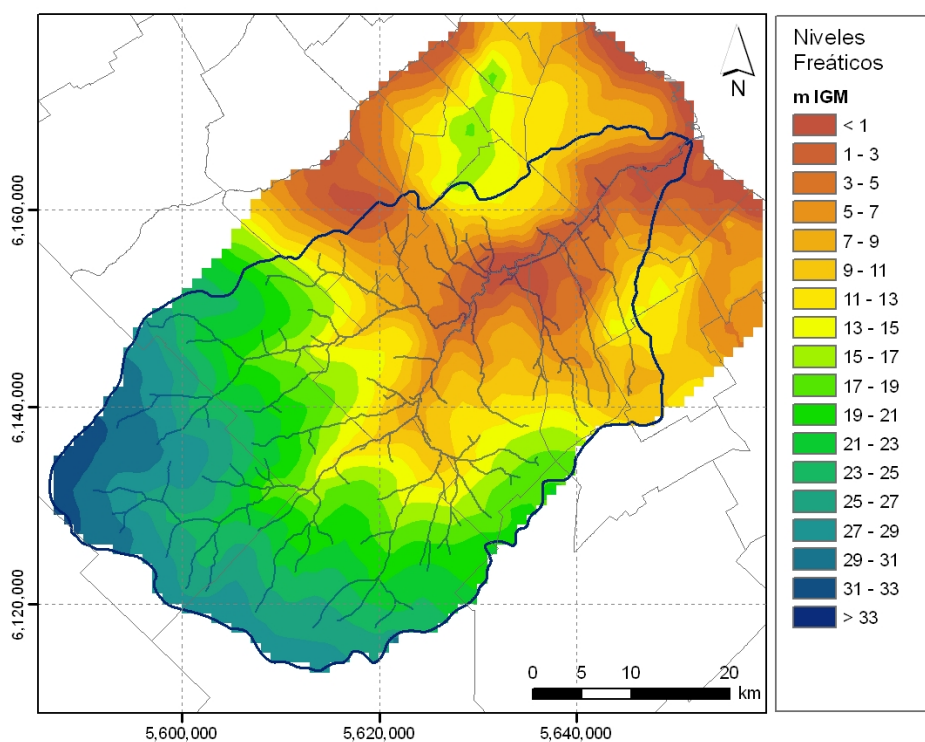 6,160,000
6,140,000
6,120,000
5,600,000
5,620,000
5,640,000
N
0 5 10 20
km
Niveles
Freáticos
m IGM
< 1
1 - 3
3 - 5
5 - 7
7 - 9
9 - 11
11 - 13
13 - 15
15 - 17
17 - 19
19 - 21
21 - 23
23 - 25
25 - 27
27 - 29
29 - 31
31 - 33
> 33